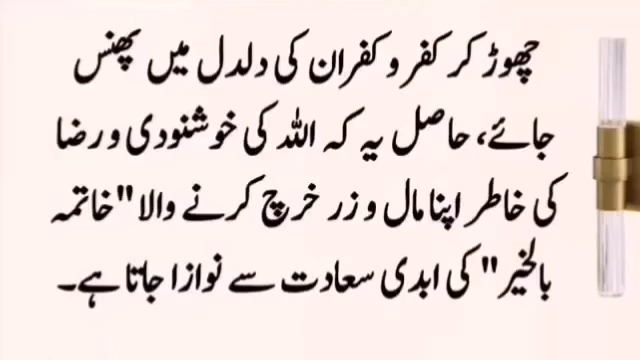 چھوڑ کر کفر و کفران کی دلدل میں پھنس
جائے، حاصل یہ کہ اللہ کی خوشنودی و رضا
کی خاطر اپنا مال و زر خرچ کرنے والا "خاتمہ
بالخیر" کی ابدی سعادت سے نوازا جاتا ہے۔